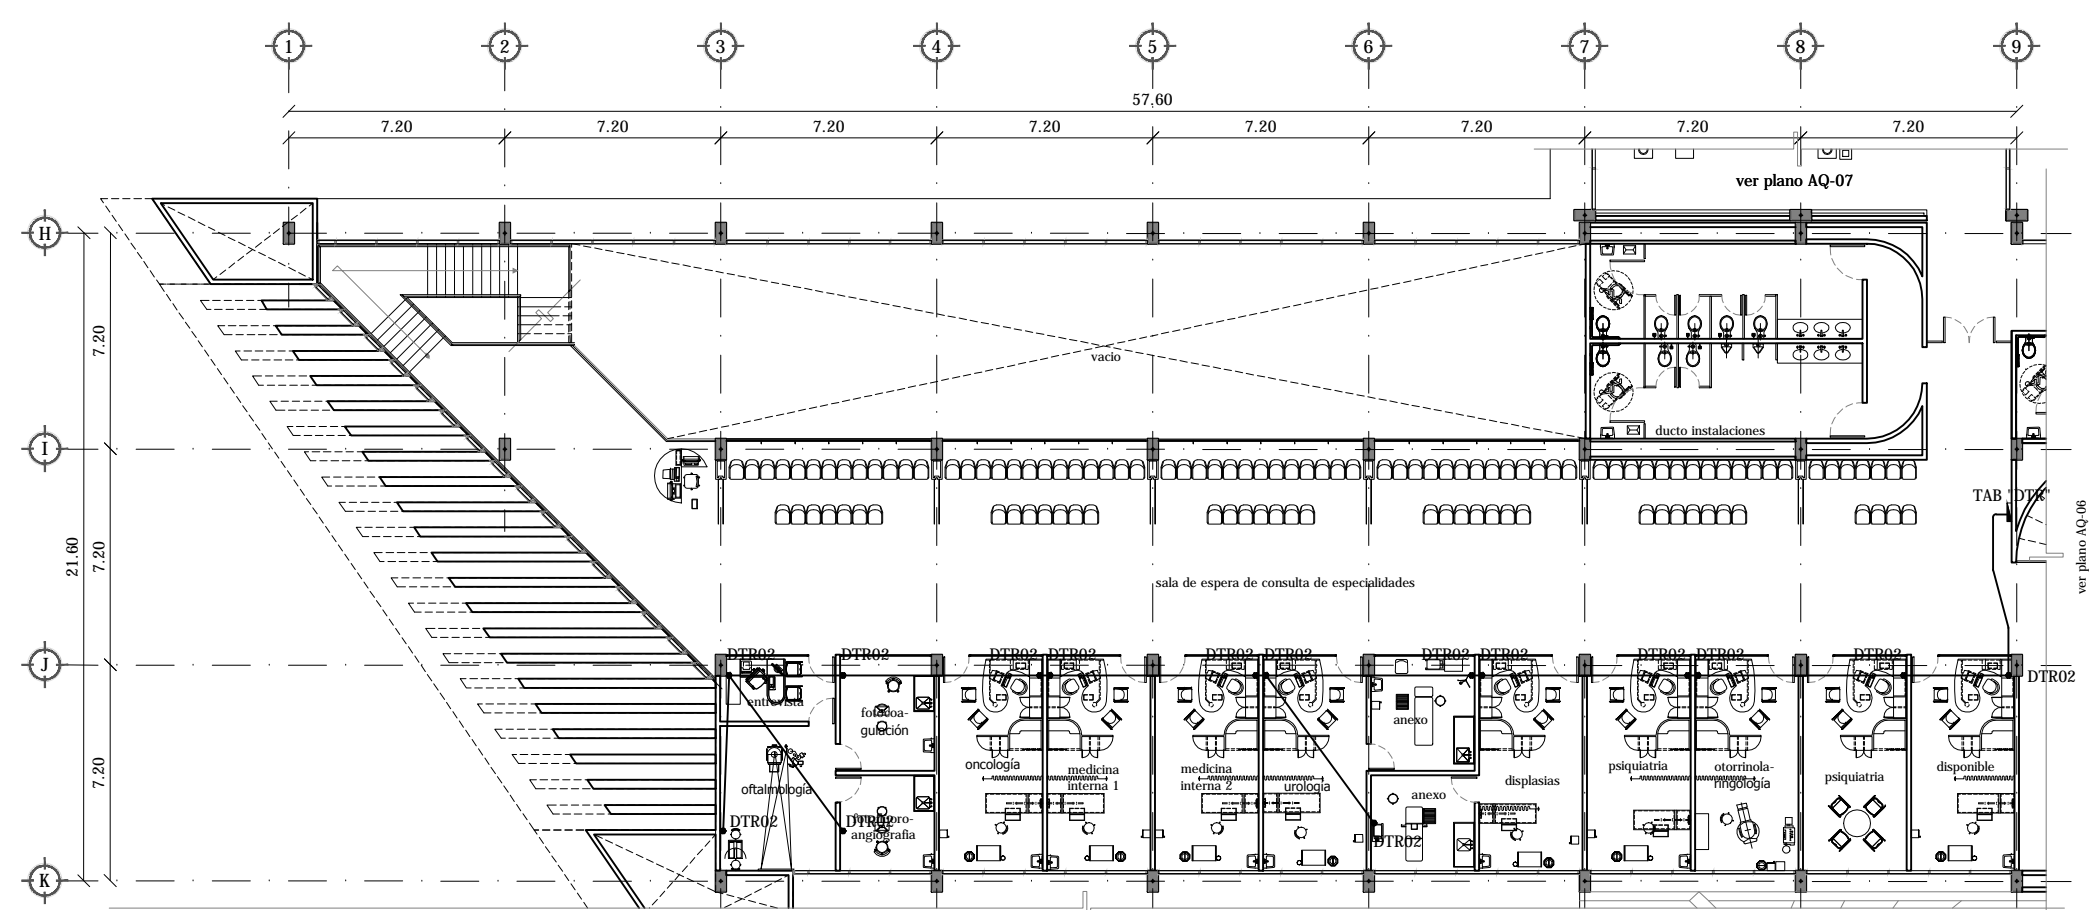 1 2 3 4 5 6 7 8 9
57.60
7.20 7.20 7.20 7.20 7.20 7.20 7.20 7.20
ver plano AQ-07
H
7.20
vacio
ducto instalaciones
I
TAB "DTR"
ver plano AQ-06
21.60
7.20
sala de espera de consulta de especialidades
J
DTR02 DTR02 DTR02 DTR02 DTR02 DTR02 DTR02 DTR02 DTR02 DTR02 DTR02
DTR02
entrevista
fotocoa-
gulación
anexo
oncología
medicina
interna 1
medicina
interna 2
urología
anexo
displasias
psiquiatria
otorrinola-
ringología
psiquiatria
disponible
7.20
oftalmología
DTR02
DTR02
angiografia
DTR02
K